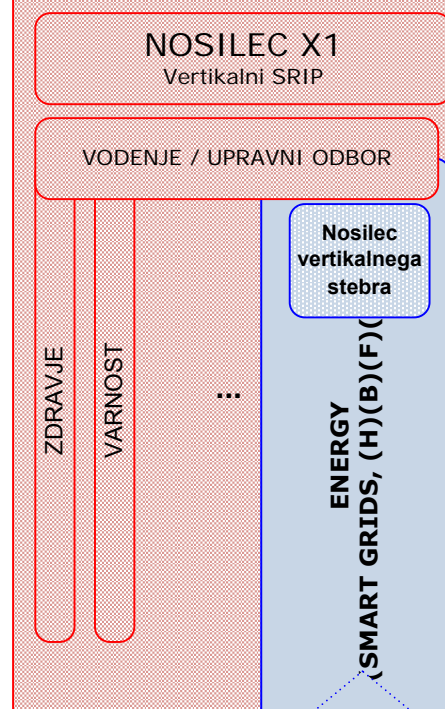 NOSILEC X1
Vertikalni SRIP
VODENJE / UPRAVNI ODBOR
Nosilec
vertikalnega
stebra
ZDRAVJE
VARNOST
...
ENERGY
(SMART GRIDS, (H)(B)(F)(